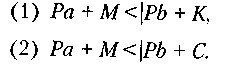 (1) Pa + M <|Pb + K,
(2) Pa + M <|Pb + C.